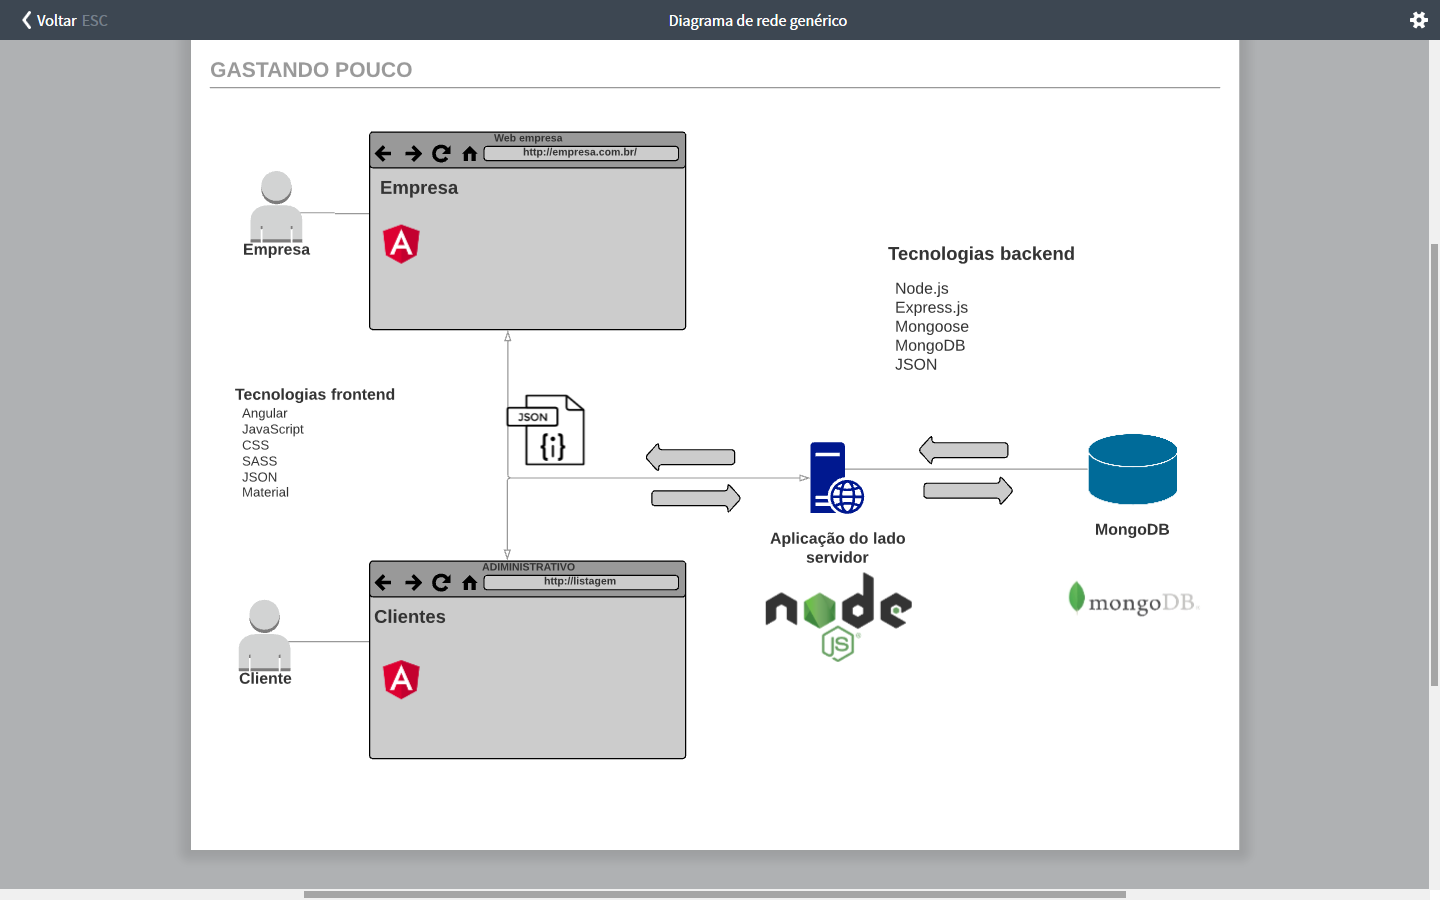 Voltar ESC
Diagrama de rede genérico
GASTANDO POUCO
Web empresa
http://empresa.com.br/
Empresa
Empresa
Tecnologias backend
Node.js
Express.js
Mongoose
MongoDB
JSON
Tecnologias frontend
Angular
JavaScript
CSS
SASS
JSON
Material
JSON
{i}
Aplicação do lado
servidor
MongoDB
node
JS
mongoDB
ADIMINISTRATIVO
http://listagem
Clientes
Cliente